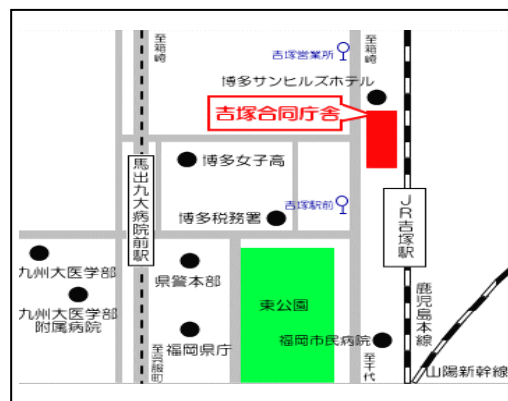 至箱崎
吉塚営業所
至箱崎
博多サンヒルズホテル
吉塚合同庁舎
博多女子高
馬出九大病院前駅
吉塚駅前
JR吉塚駅
博多税務署
九州大医学部
県警本部
東公園
鹿児島本線
九州大医学部
附属病院
福岡県庁
福岡市民病院
至呉服町
至千代
山陽新幹線